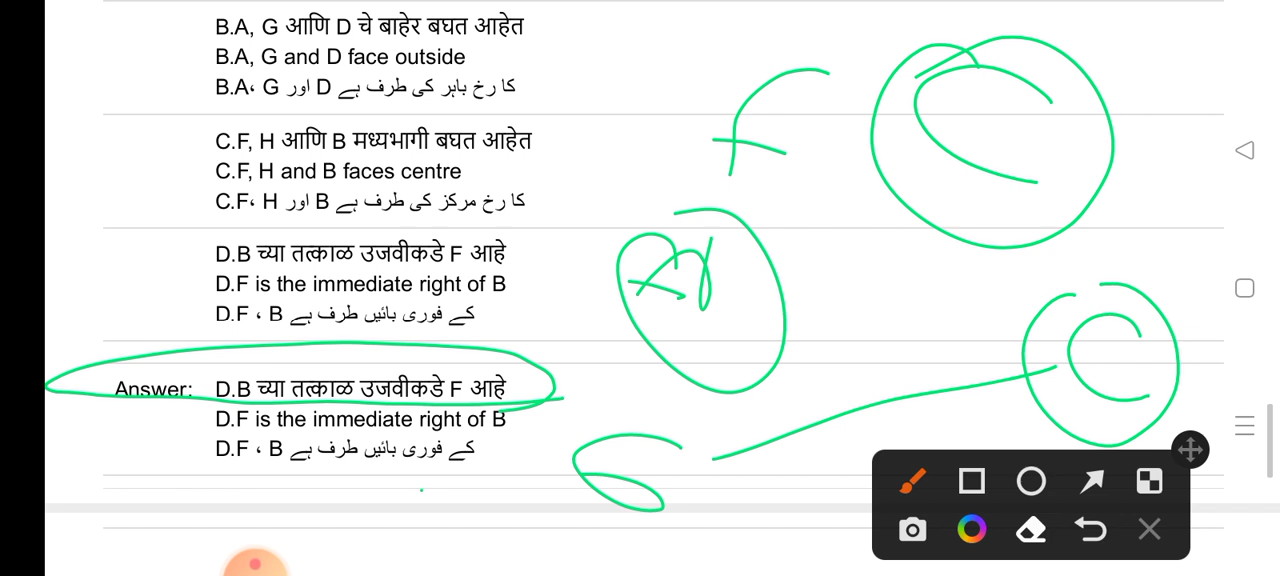 B.A, G आणि D चे बाहेर बघत आहेत
B.A, G and D face outside
B.A، G اور D کا رخ باہر کی طرف ہے
C.F, H आणि B मध्यभागी बघत आहेत
C.F, H and B faces centre
C.F، H اور B کا رخ مرکز کی طرف ہے
D.B च्या तत्काळ उजवीकडे F आहे
D.F is the immediate right of B
D.F ، B کے فوری بائیں طرف ہے
Answer: D.B च्या तत्काळ उजवीकडे F आहे
D.F is the immediate right of B
D.F ، B کے فوری بائیں طرف ہے